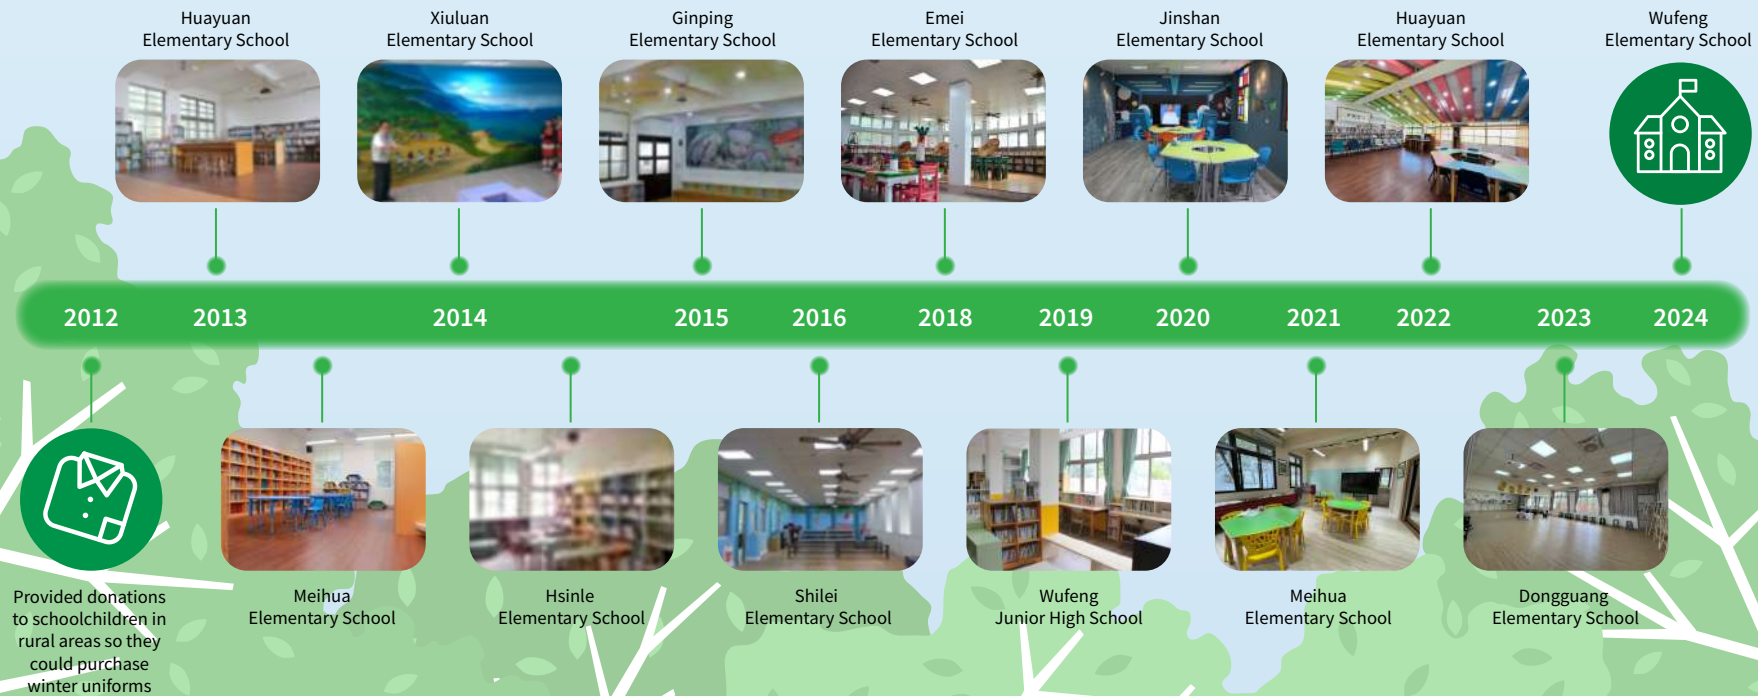 Huayuan
Elementary School
Xiuluan
Elementary School
Ginping
Elementary School
Emei
Elementary School
Jinshan
Elementary School
Huayuan
Elementary School
Wufeng
Elementary School
2012
2013
2014
2015
2016
2018
2019
2020
2021
2022
2023
2024
Provided donations
to schoolchildren in
rural areas so they
could purchase
winter uniforms
Meihua
Elementary School
Hsinle
Elementary School
Shilei
Elementary School
Wufeng
Junior High School
Meihua
Elementary School
Dongguang
Elementary School